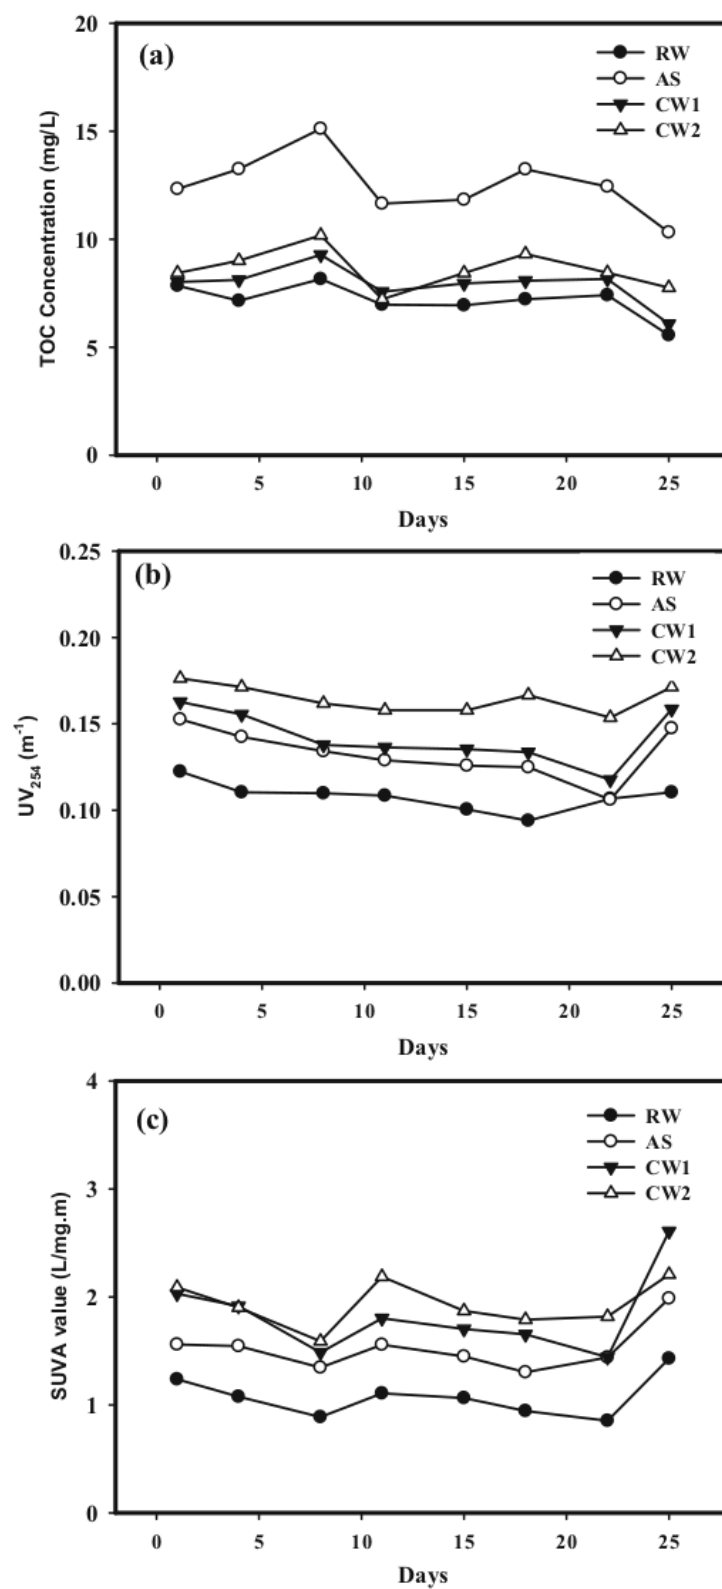 (a)
RW
AS
CW1
CW2
TOC Concentration (mg/L)
20
15
10
5
0
0 5 10 15 20 25
Days
(b)
RW
AS
CW1
CW2
UV254 (m-1)
0.25
0.20
0.15
0.10
0.05
0.00
0 5 10 15 20 25
Days
(c)
RW
AS
CW1
CW2
SUVA value (L/mg.m)
4
3
2
1
0
0 5 10 15 20 25
Days